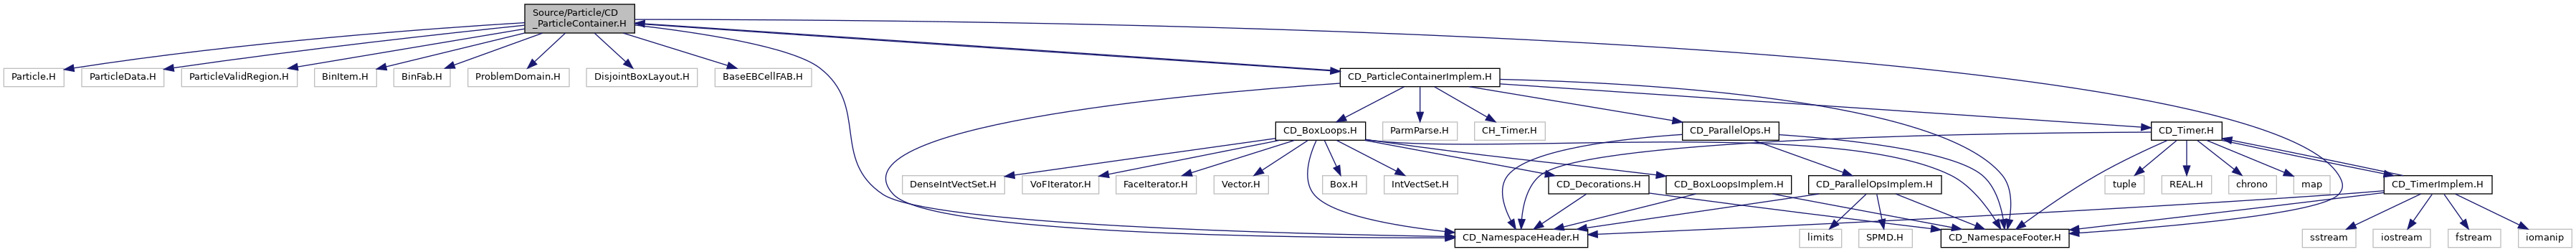 Source/Particle/CD
_ParticleContainer.H
Particle.H
ParticleData.H
ParticleValidRegion.H
BinItem.H
BinFab.H
ProblemDomain.H
DisjointBoxLayout.H
BaseEBCellFAB.H
CD_ParticleContainerImplem.H
CD_BoxLoops.H
ParmParse.H
CH_Timer.H
CD_ParallelOps.H
CD_Timer.H
DenseIntVectSet.H
VoFIterator.H
FaceIterator.H
Vector.H
Box.H
IntVectSet.H
CD_Decorations.H
CD_BoxLoopsImplem.H
CD_ParallelOpsImplem.H
tuple
REAL.H
chrono
map
CD_TimerImplem.H
CD_NamespaceHeader.H
limits
SPMD.H
CD_NamespaceFooter.H
sstream
iostream
fstream
iomanip